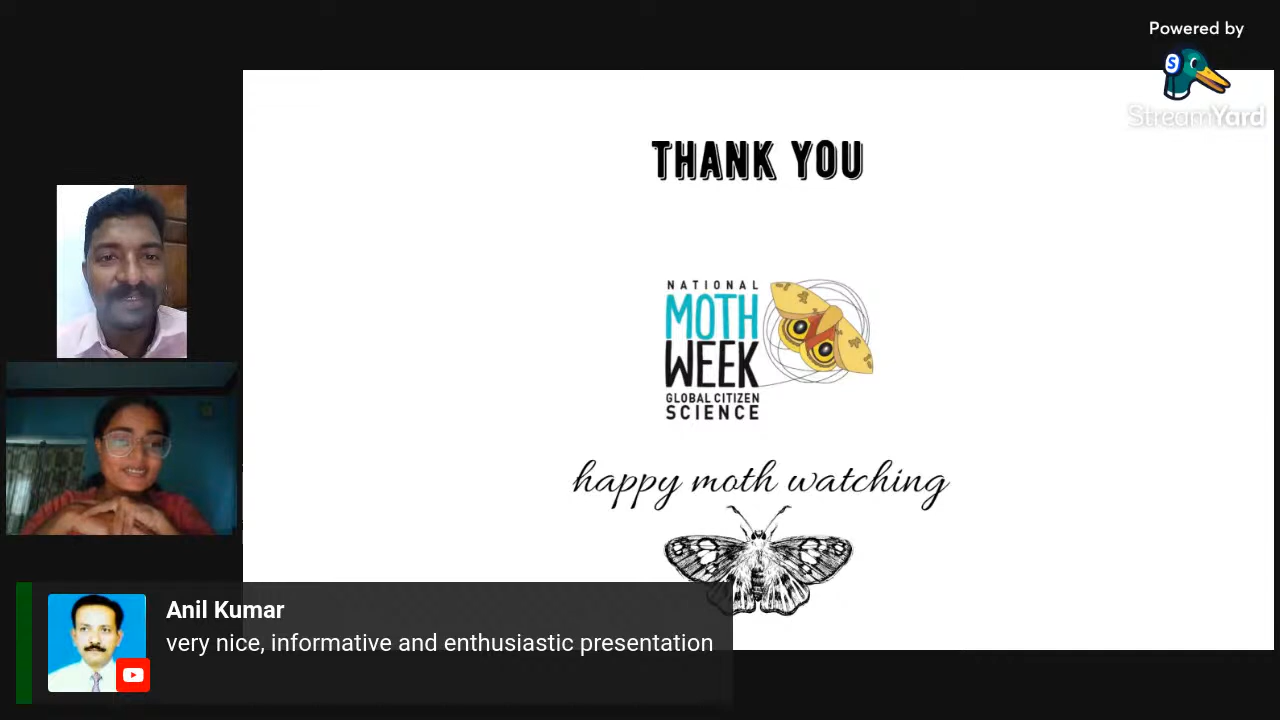 Powered by
StreamYard
THANK YOU
NATIONAL
MOTH
WEEK
GLOBAL CITIZEN
SCIENCE
happy moth watching
Anil Kumar
very nice, informative and enthusiastic presentation